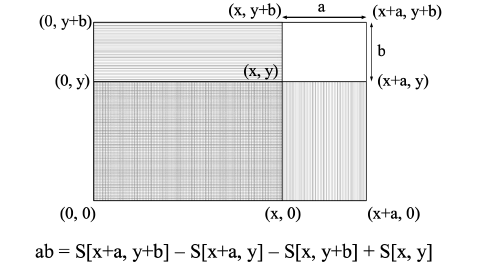 (x, y+b) a (x+a, y+b)
(0, y+b)
b
(x, y)
(0, y) (x+a, y)
(0, 0) (x, 0) (x+a, 0)
ab = S[x+a, y+b] – S[x+a, y] – S[x, y+b] + S[x, y]